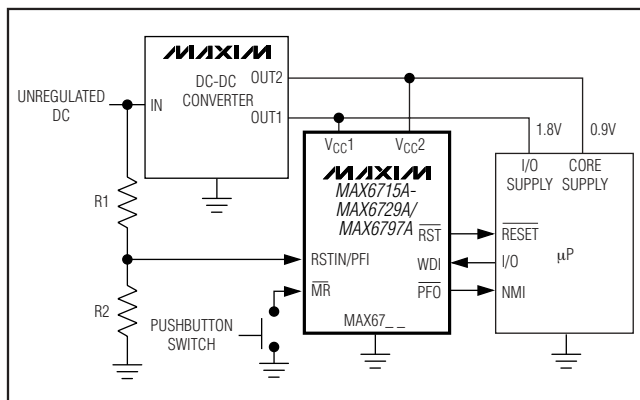 MAXIM
DC-DC
CONVERTER
UNREGULATED
DC
IN
OUT2
OUT1
1.8V
0.9V
VCC1
VCC2
MAXIM
MAX6715A–
MAX6729A/
MAX6797A
I/O
SUPPLY
CORE
SUPPLY
R1
RST
RESET
WDI
I/O
μP
RSTIN/PFI
MR
PFO
NMI
R2
PUSHBUTTON
SWITCH
MAX67_ _